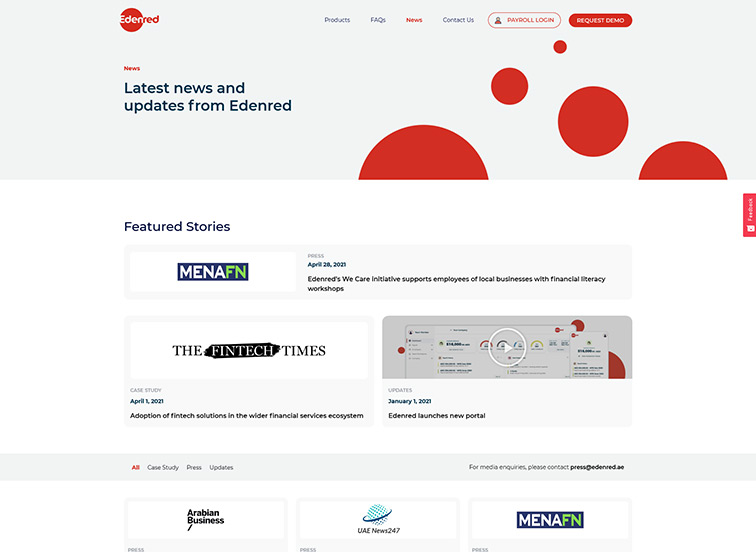 Edenred
Products FAQs News Contact Us PAYROLL LOGIN REQUEST DEMO
News
Latest news and
updates from Edenred
Feedback
Featured Stories
MENAFN
PRESS
April 28, 2021
Edenred's We Care initiative supports employees of local businesses with financial literacy
workshops
THE FINTECH TIMES
CASE STUDY
April 1, 2021
Adoption of fintech solutions in the wider financial services ecosystem
UPDATES
January 1, 2021
Edenred launches new portal
All Case Study Press Updates
For media enquiries, please contact press@edenred.ae
Arabian
Business
/
PRESS
UAE News247
PRESS
MENAFN
PRESS